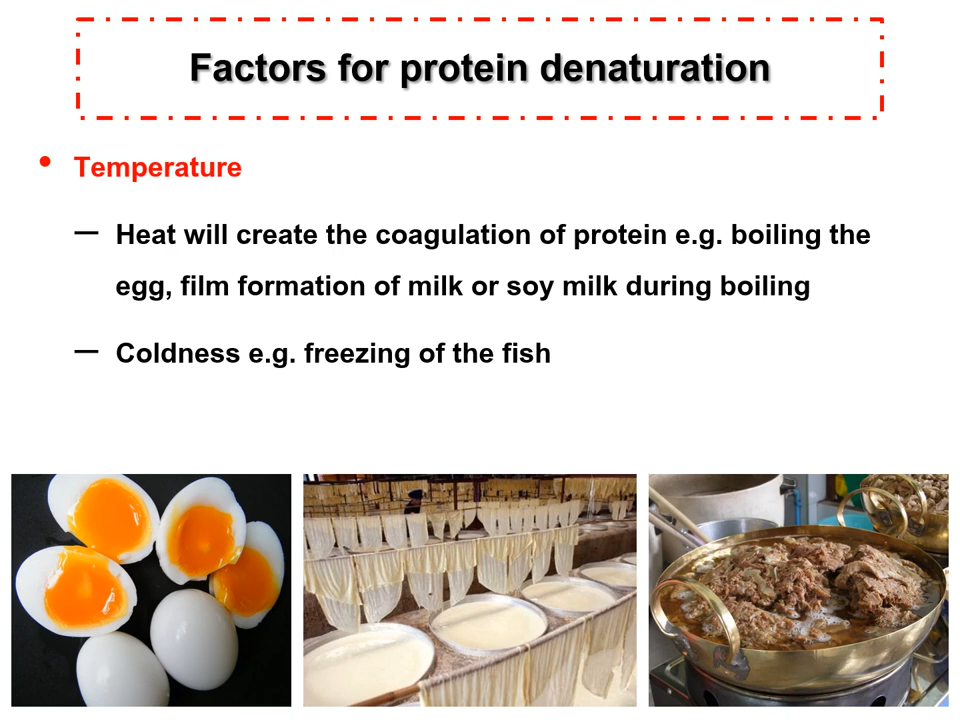 Factors for protein denaturation
• Temperature
– Heat will create the coagulation of protein e.g. boiling the
egg, film formation of milk or soy milk during boiling
– Coldness e.g. freezing of the fish